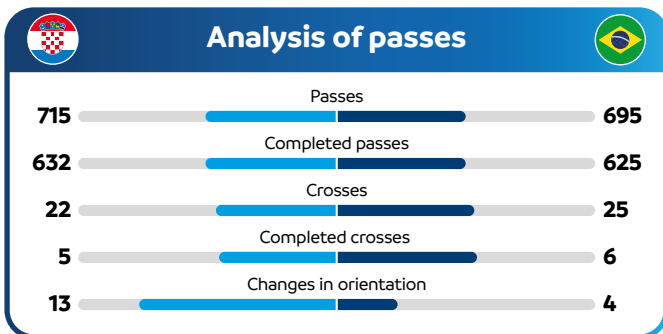 Analysis of passes
Passes
715 695
Completed passes
632 625
Crosses
22 25
Completed crosses
5 6
Changes in orientation
13 4